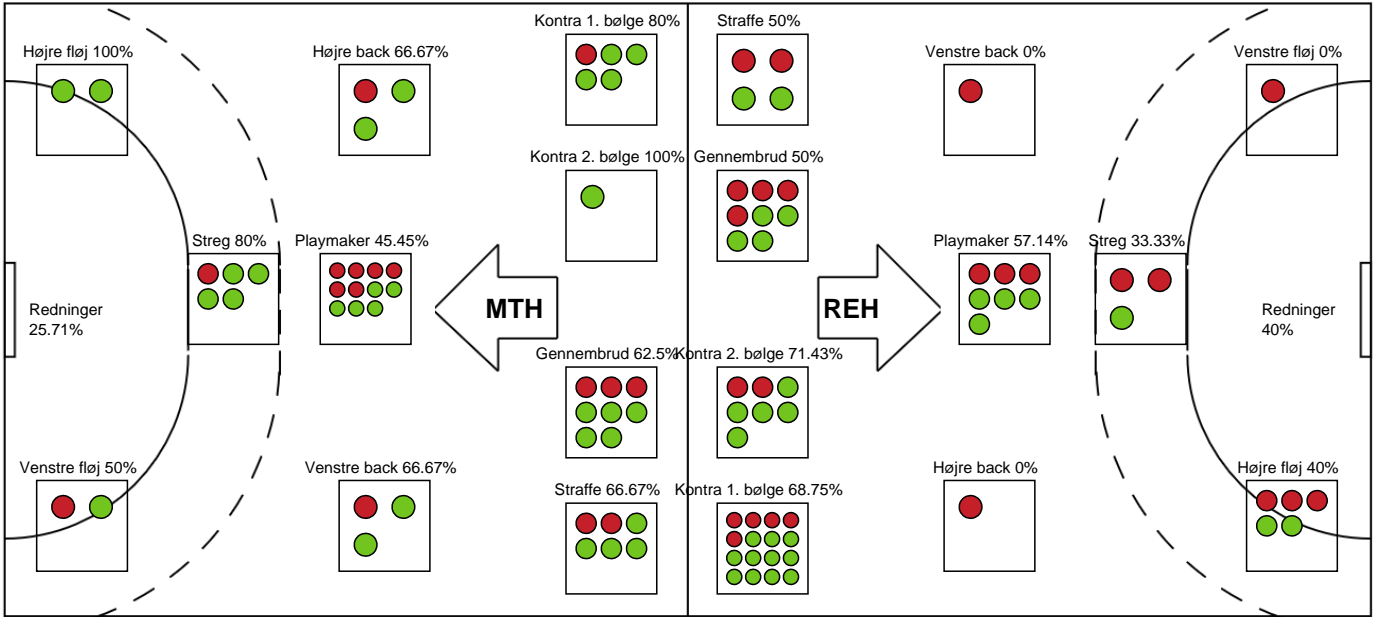 Kontra 1. bølge 80%
Straffe 50%
Højre fløj 100%
Højre back 66.67%
Venstre back 0%
Venstre fløj 0%
Kontra 2. bølge 100%
Gennembrud 50%
Streg 80%
Playmaker 45.45%
Playmaker 57.14%
Streg 33.33%
Redninger
25.71%
MTH
REH
Redninger
40%
Gennembrud 62.5%
Kontra 2. bølge 71.43%
Venstre fløj 50%
Venstre back 66.67%
Højre back 0%
Højre fløj 40%
Straffe 66.67%
Kontra 1. bølge 68.75%